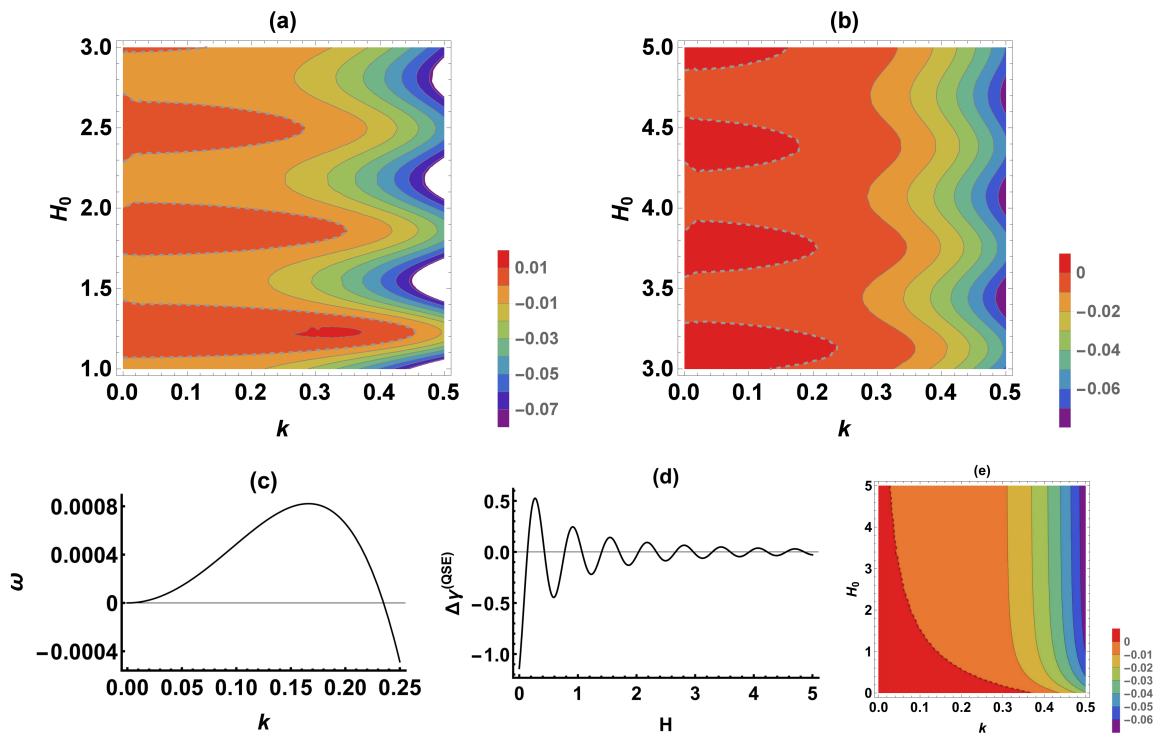 (a)
3.0
2.5
2.0
1.5
1.0
H0
0.0 0.1 0.2 0.3 0.4 0.5
k
0.01
−0.01
−0.03
−0.05
−0.07
(b)
5.0
4.5
4.0
3.5
3.0
H0
0.0 0.1 0.2 0.3 0.4 0.5
k
0
−0.02
−0.04
−0.06
(c)
0.0008
0.0004
0
−0.0004
ω
0.00 0.05 0.10 0.15 0.20 0.25
k
(d)
0.5
0.0
−0.5
−1.0
Δγ(QSE)
0 1 2 3 4 5
H
(e)
5
4
3
2
1
0
H0
0.0 0.1 0.2 0.3 0.4 0.5
k
0
−0.01
−0.02
−0.03
−0.04
−0.05
−0.06